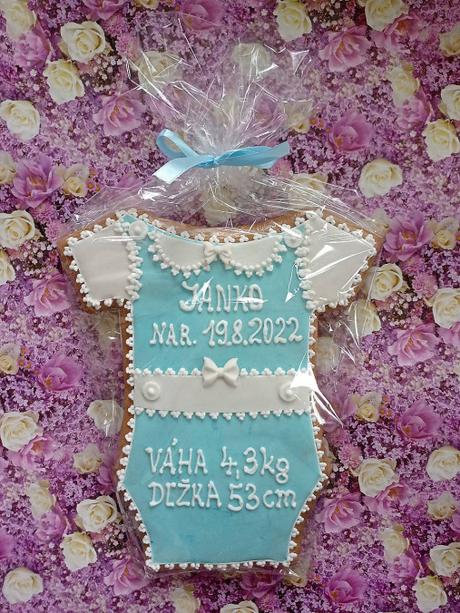 JANKO
NAR. 19.8.2022
VÁHA 4,3kg
DĹŽKA 53cm